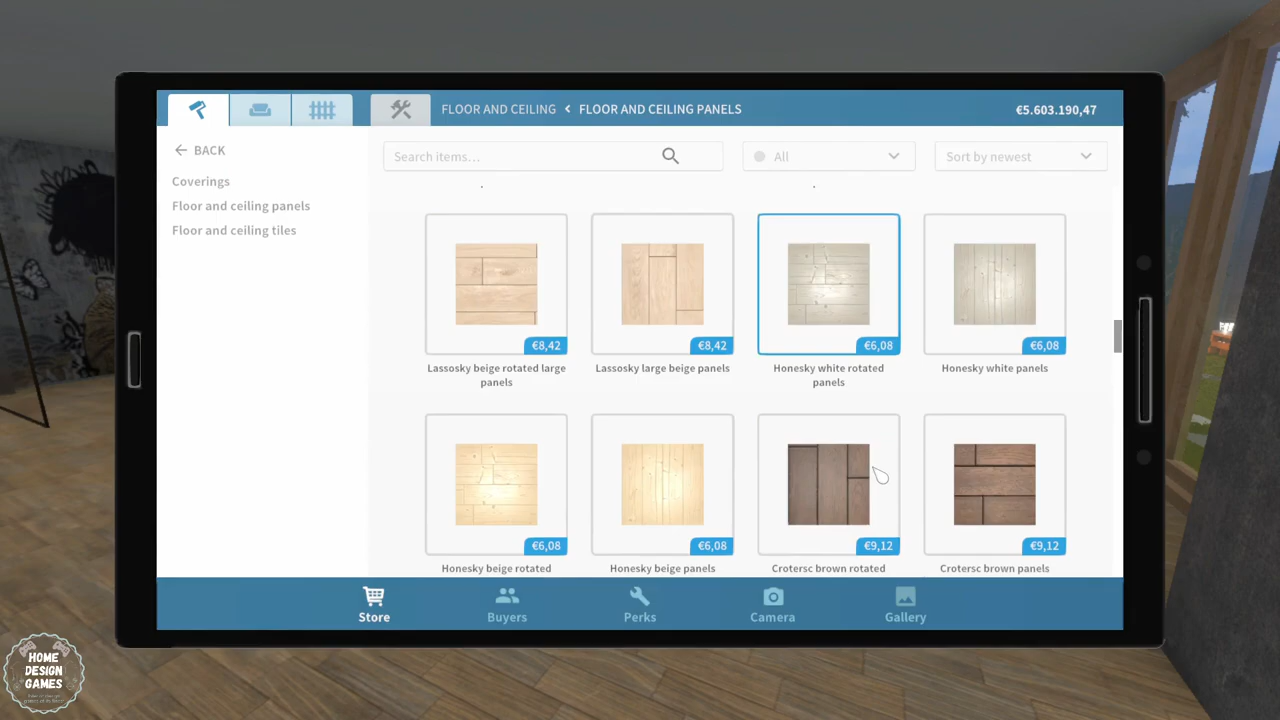 FLOOR AND CEILING < FLOOR AND CEILING PANELS
€5.603.190,47
BACK
Coverings
Floor and ceiling panels
Floor and ceiling tiles
Search items...
All
Sort by newest
€8,42
€8,42
€6,08
€6,08
Lassosky beige rotated large
panels
Lassosky large beige panels
Honesky white rotated
panels
Honesky white panels
€6,08
€6,08
€9,12
€9,12
Honesky beige rotated
Honesky beige panels
Crotersc brown rotated
Crotersc brown panels
Store
Buyers
Perks
Camera
Gallery
HOME
DESIGN
GAMES